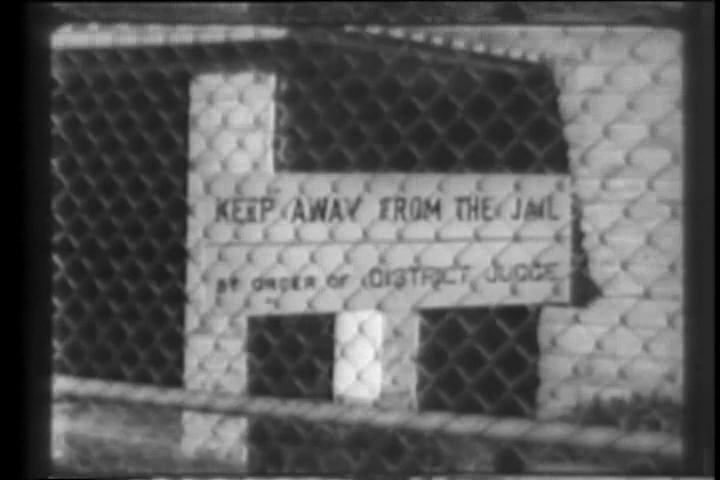 KEEP AWAY FROM THE JAIL
BY ORDER OF DISTRICT JUDGE